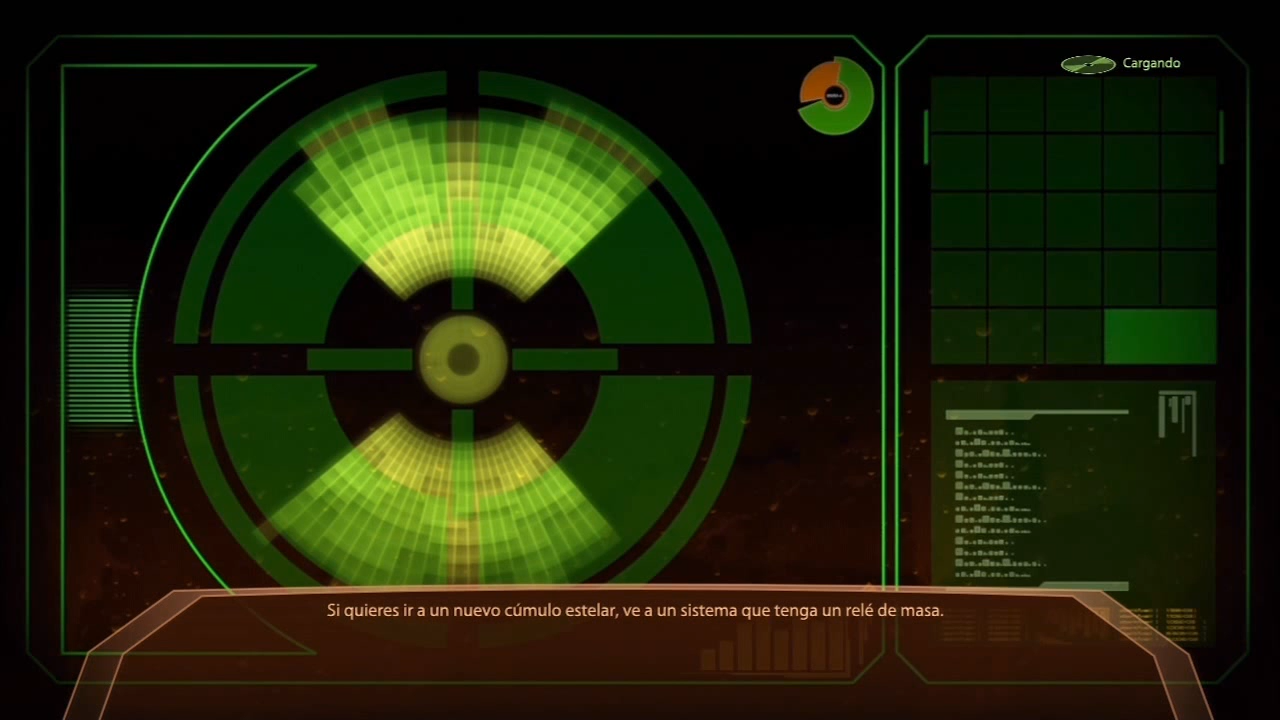 Cargando
Si quieres ir a un nuevo cúmulo estelar, ve a un sistema que tenga un relé de masa.